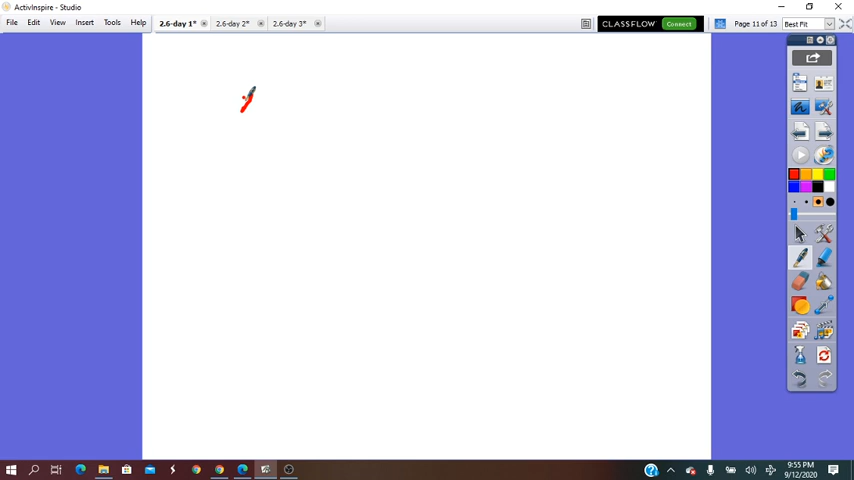 ActivInspire - Studio
File Edit View Insert Tools Help 2.6-day 1* 2.6-day 2* 2.6-day 3* CLASSFLOW Connect Page 11 of 13 Best Fit
9:55 PM
9/12/2020